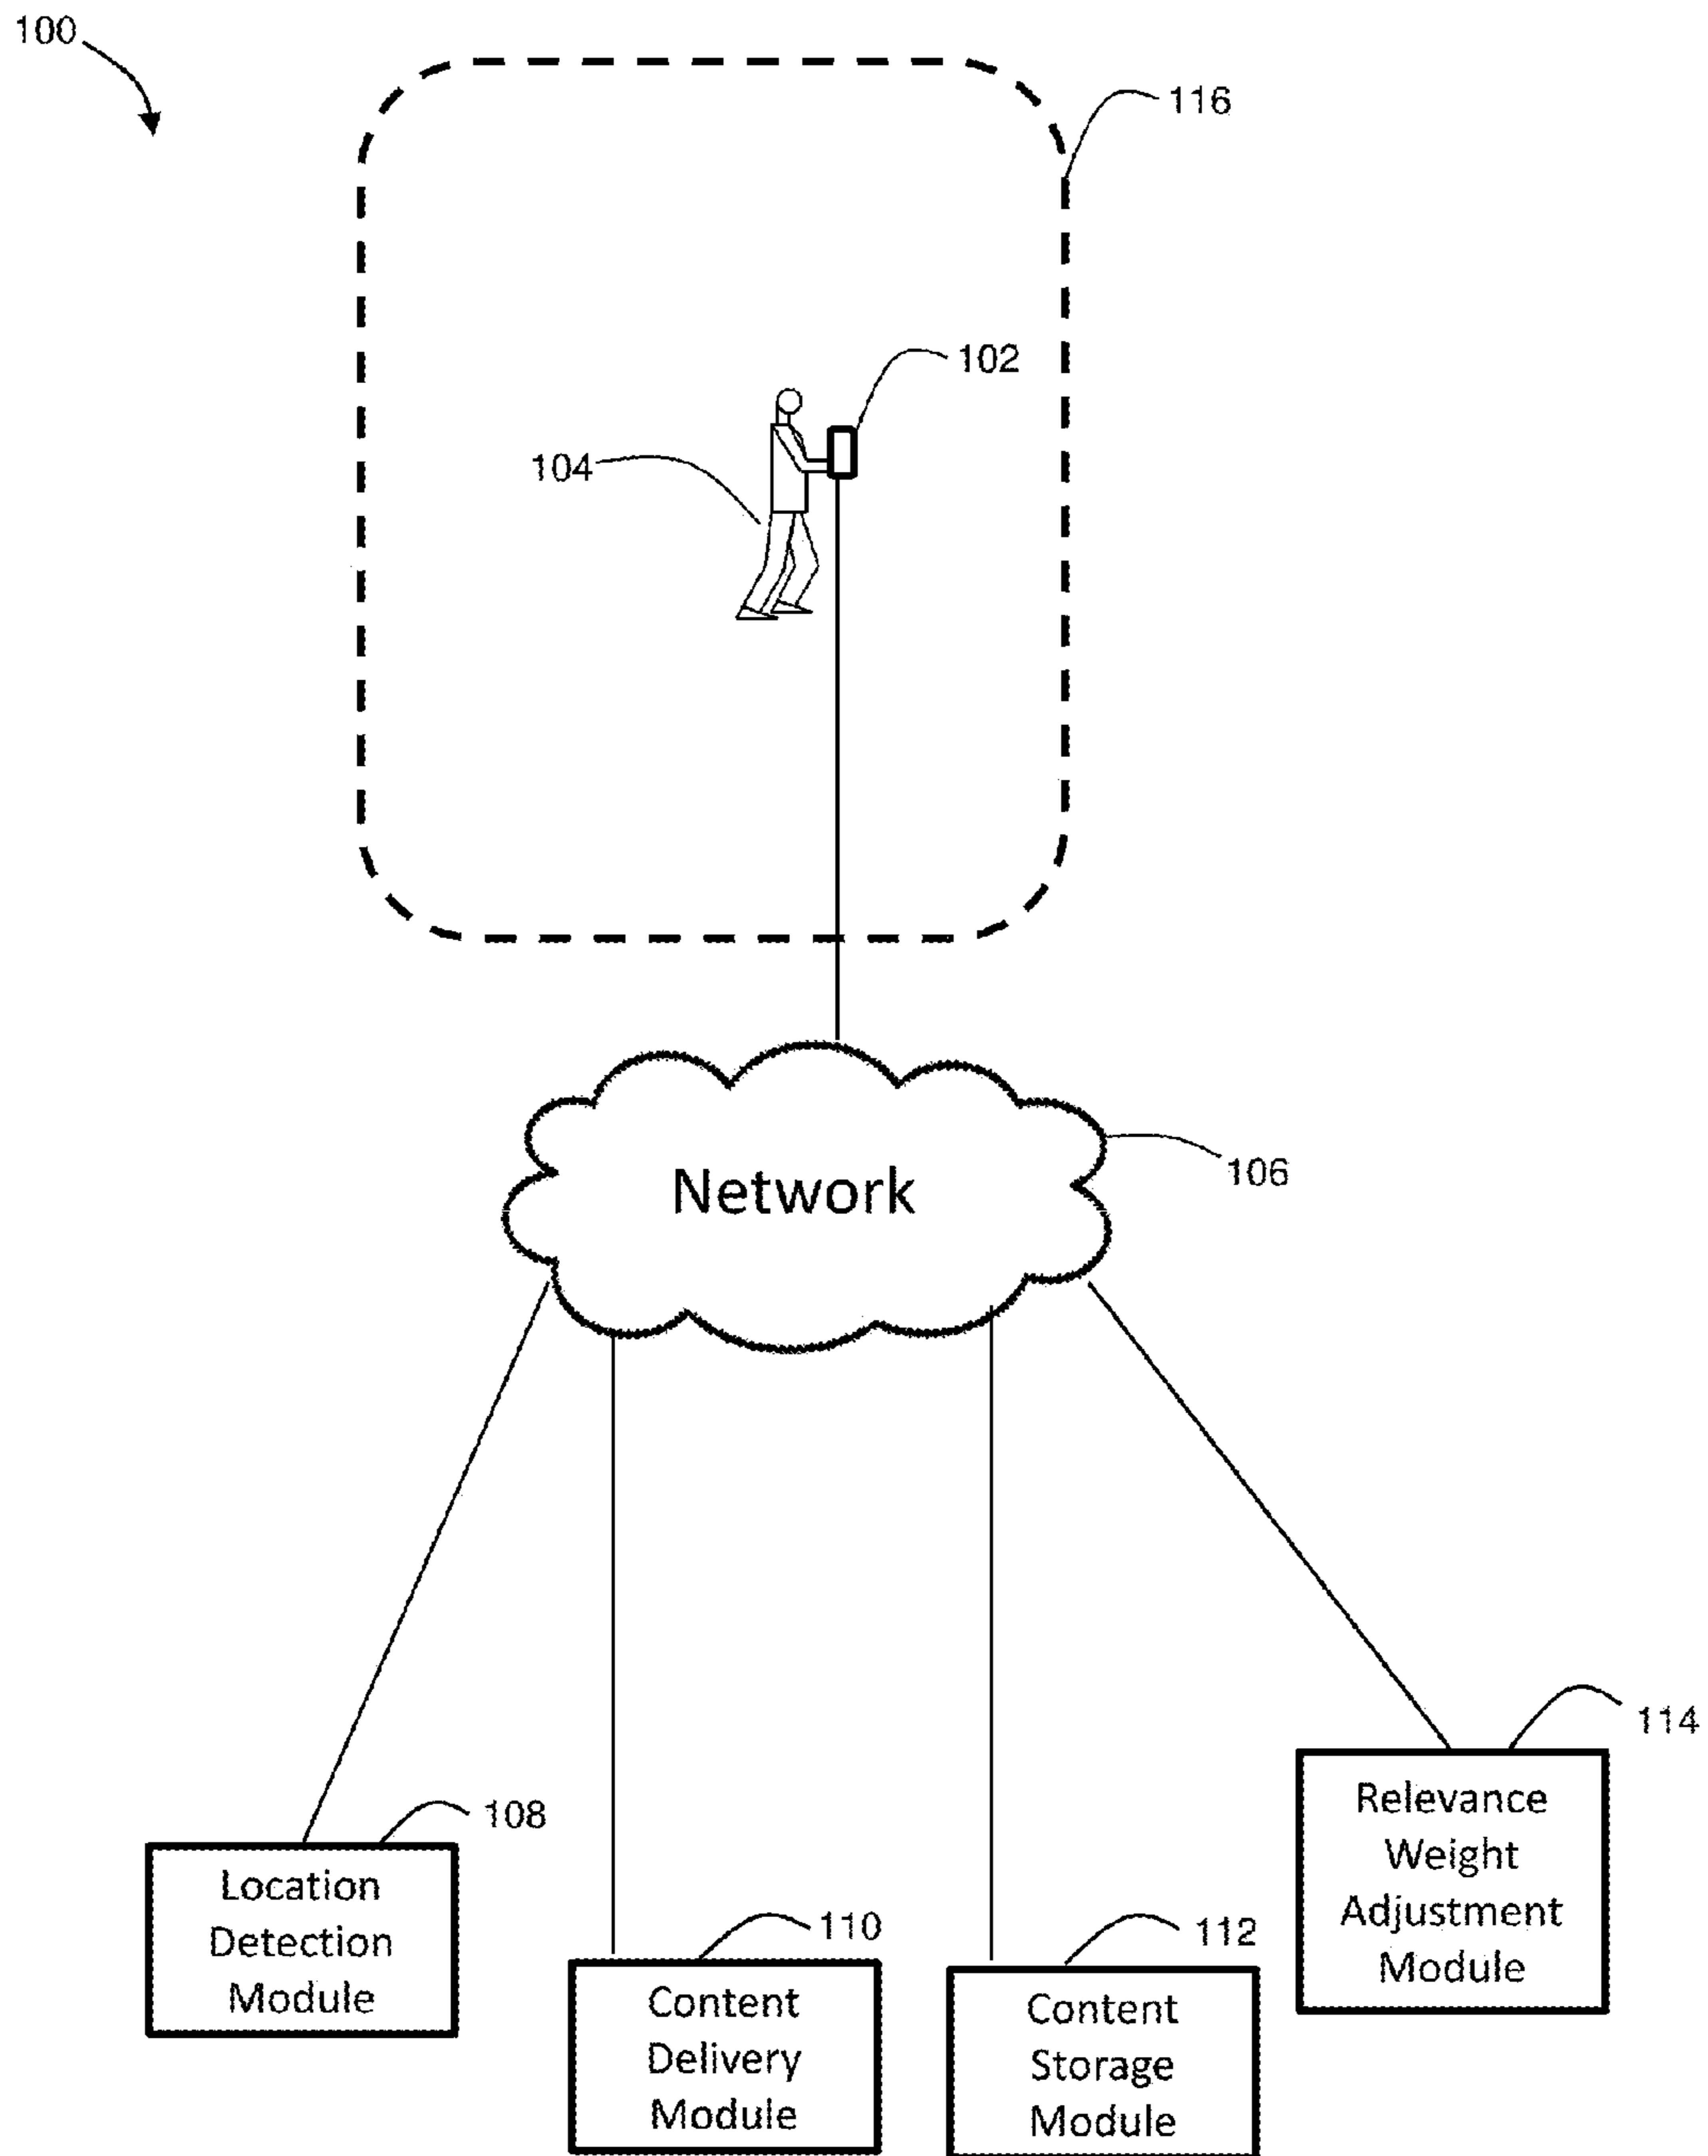 100
116
102
104
Network
106
114
Relevance
Weight
Adjustment
Module
108
Location
Detection
Module
110
Content
Delivery
Module
112
Content
Storage
Module